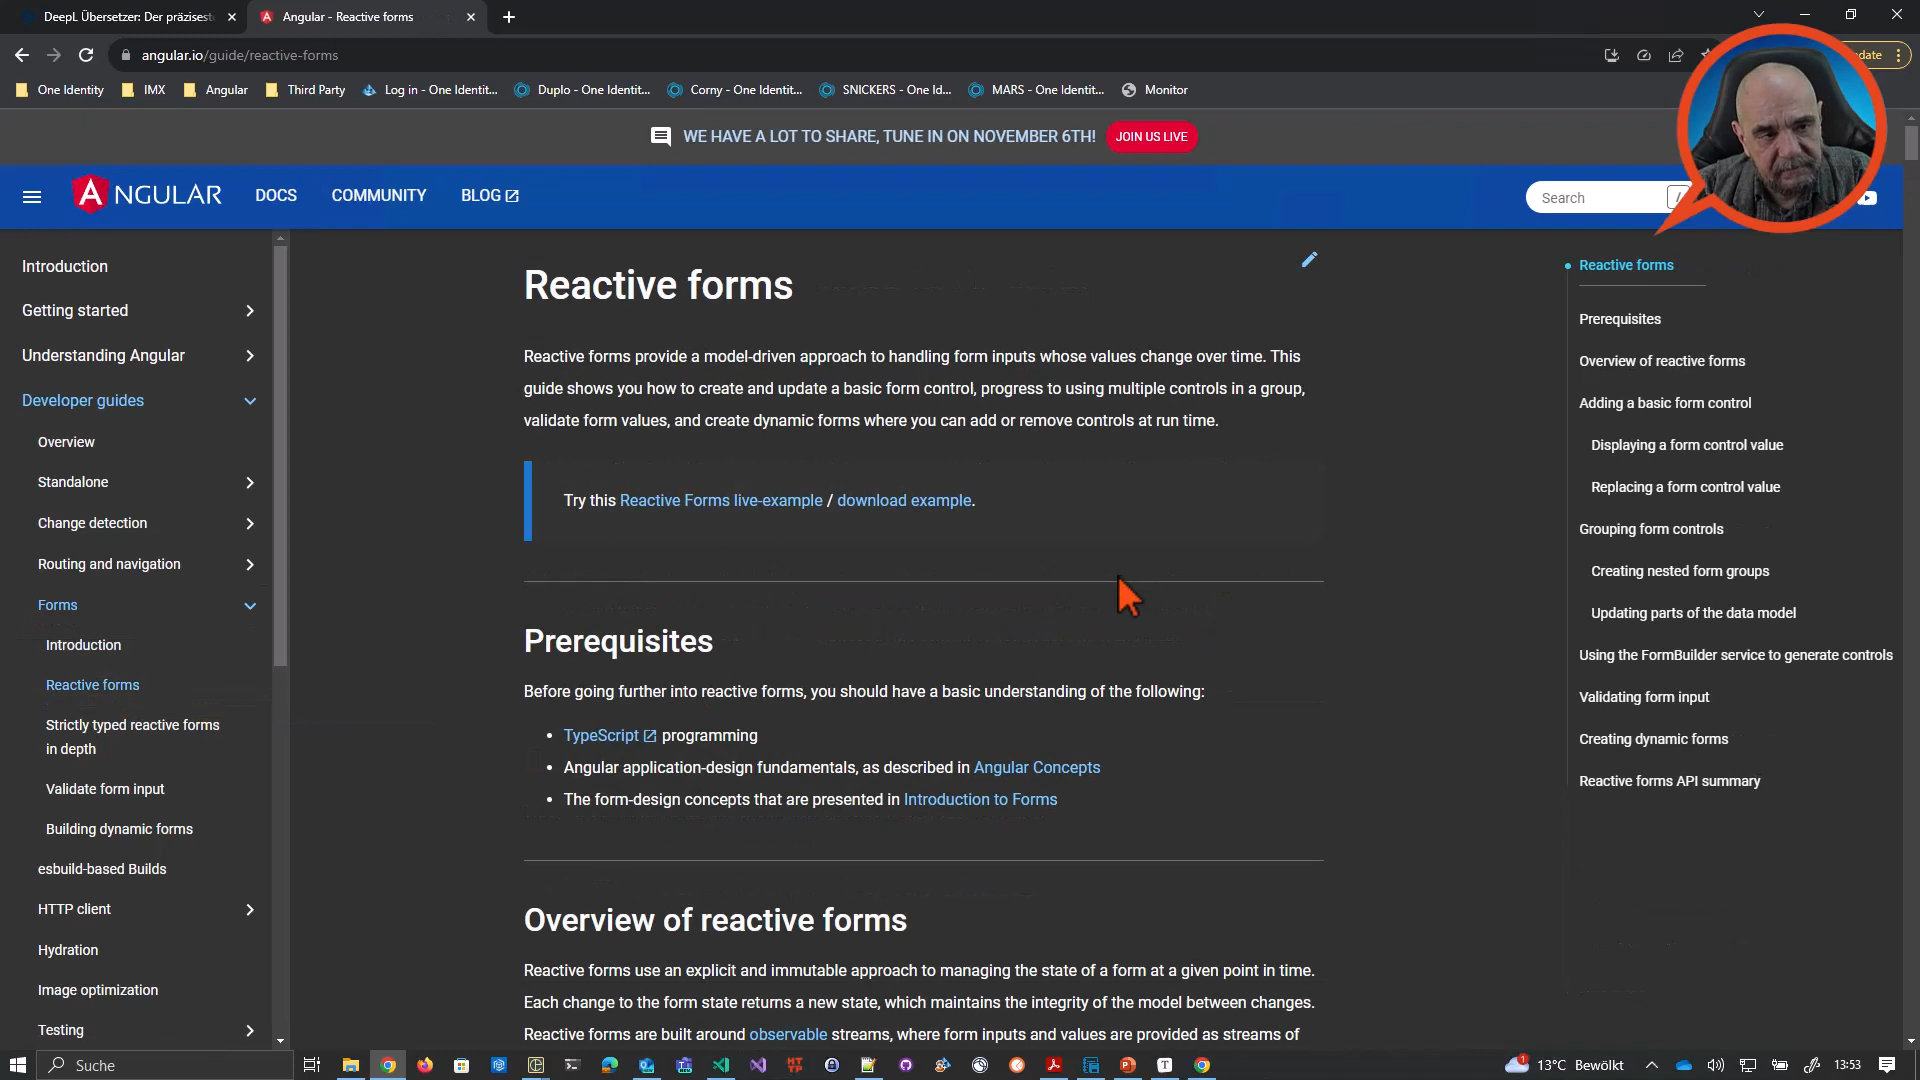 DeepL Übersetzer: Der präzisest
Angular - Reactive forms
angular.io/guide/reactive-forms
One Identity
IMX
Angular
Third Party
Log in - One Identit...
Duplo - One Identit...
Corny - One Identit...
SNICKERS - One Id...
MARS - One Identit...
Monitor
WE HAVE A LOT TO SHARE, TUNE IN ON NOVEMBER 6TH!
JOIN US LIVE
ANGULAR
DOCS
COMMUNITY
BLOG
Search
/
Introduction
Getting started
Understanding Angular
Developer guides
Overview
Standalone
Change detection
Routing and navigation
Forms
Introduction
Reactive forms
Strictly typed reactive forms
in depth
Validate form input
Building dynamic forms
esbuild-based Builds
HTTP client
Hydration
Image optimization
Testing
Reactive forms
Reactive forms provide a model-driven approach to handling form inputs whose values change over time. This
guide shows you how to create and update a basic form control, progress to using multiple controls in a group,
validate form values, and create dynamic forms where you can add or remove controls at run time.
Try this Reactive Forms live-example / download example.
Prerequisites
Before going further into reactive forms, you should have a basic understanding of the following:
• TypeScript programming
• Angular application-design fundamentals, as described in Angular Concepts
• The form-design concepts that are presented in Introduction to Forms
Overview of reactive forms
Reactive forms use an explicit and immutable approach to managing the state of a form at a given point in time.
Each change to the form state returns a new state, which maintains the integrity of the model between changes.
Reactive forms are built around observable streams, where form inputs and values are provided as streams of
Reactive forms
Prerequisites
Overview of reactive forms
Adding a basic form control
Displaying a form control value
Replacing a form control value
Grouping form controls
Creating nested form groups
Updating parts of the data model
Using the FormBuilder service to generate controls
Validating form input
Creating dynamic forms
Reactive forms API summary
Suche
13°C Bewölkt
13:53